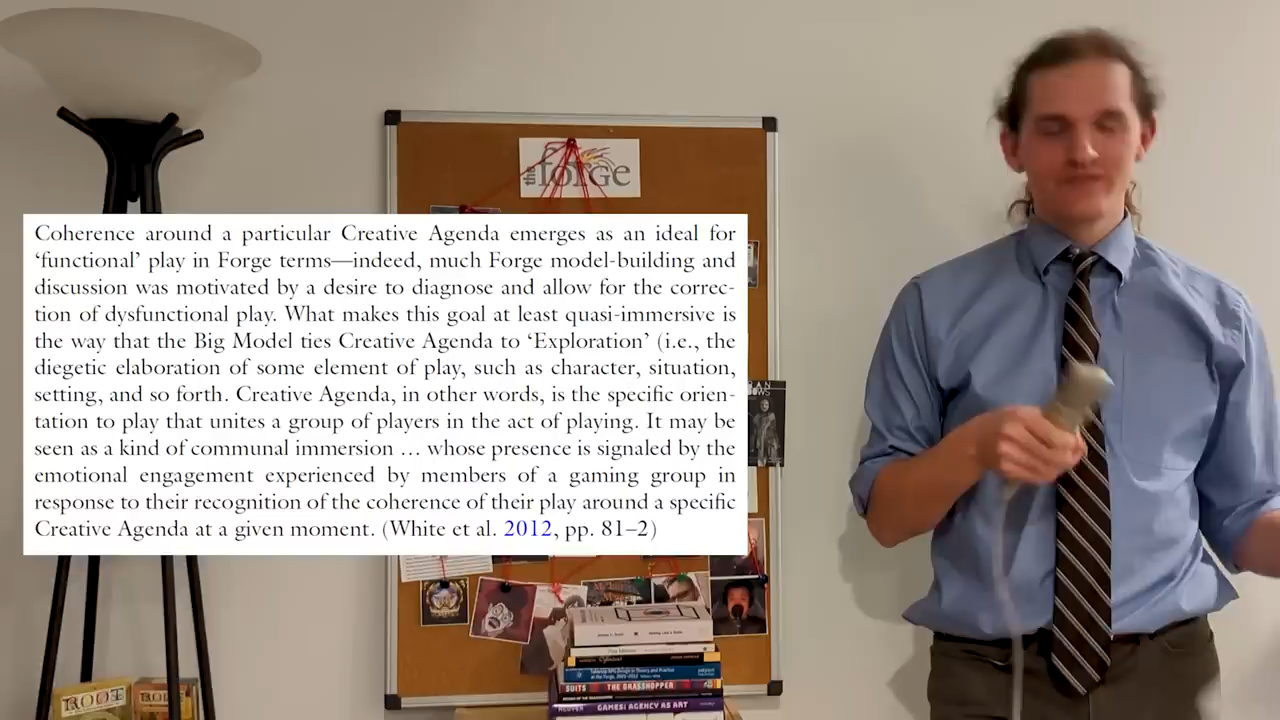 the forge
Coherence around a particular Creative Agenda emerges as an ideal for
‘functional’ play in Forge terms—indeed, much Forge model-building and
discussion was motivated by a desire to diagnose and allow for the correc-
tion of dysfunctional play. What makes this goal at least quasi-immersive is
the way that the Big Model ties Creative Agenda to ‘Exploration’ (i.e., the
diegetic elaboration of some element of play, such as character, situation,
setting, and so forth. Creative Agenda, in other words, is the specific orien-
tation to play that unites a group of players in the act of playing. It may be
seen as a kind of communal immersion … whose presence is signaled by the
emotional engagement experienced by members of a gaming group in
response to their recognition of the coherence of their play around a specific
Creative Agenda at a given moment. (White et al. 2012, pp. 81–2)
ROOT
ROOT
SUITS THE GRASSHOPPER
GAMES: AGENCY AS ART